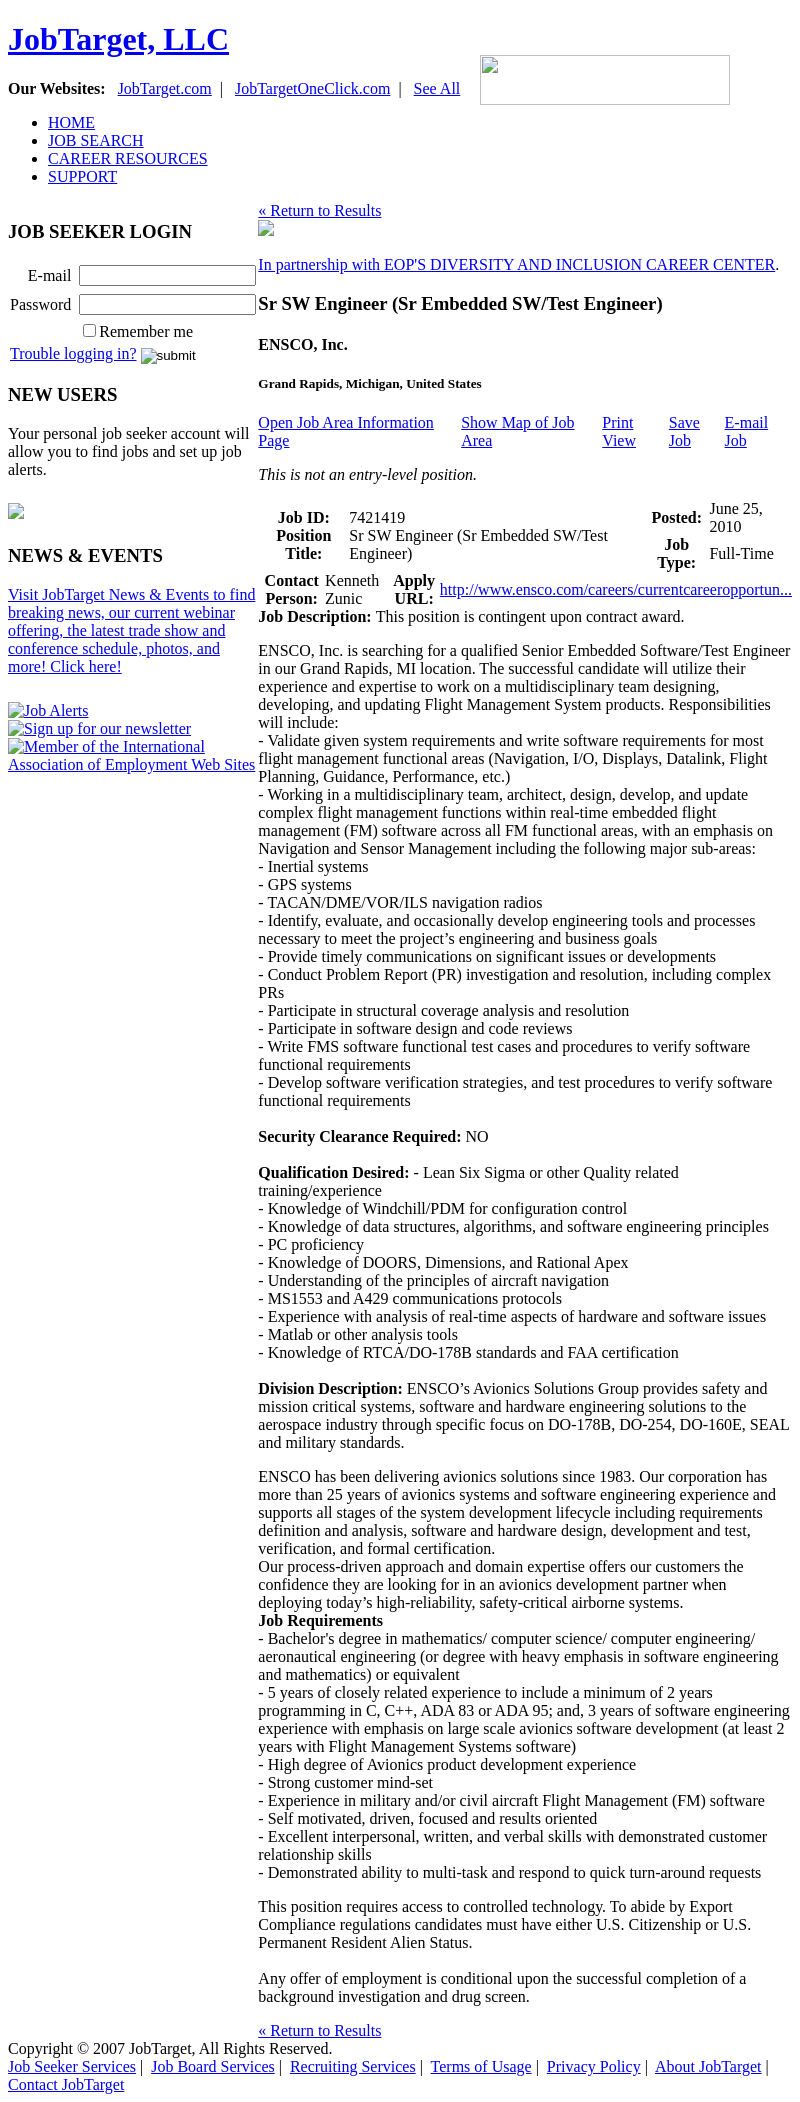 JobTarget, LLC
Our Websites: JobTarget.com | JobTargetOneClick.com | See All
HOME
JOB SEARCH
CAREER RESOURCES
SUPPORT
JOB SEEKER LOGIN
E-mail
Password
Remember me
Trouble logging in? submit
NEW USERS
Your personal job seeker account will
allow you to find jobs and set up job
alerts.
NEWS & EVENTS
Visit JobTarget News & Events to find
breaking news, our current webinar
offering, the latest trade show and
conference schedule, photos, and
more! Click here!
Job Alerts
Sign up for our newsletter
Member of the International
Association of Employment Web Sites
« Return to Results
In partnership with EOP'S DIVERSITY AND INCLUSION CAREER CENTER.
Sr SW Engineer (Sr Embedded SW/Test Engineer)
ENSCO, Inc.
Grand Rapids, Michigan, United States
Open Job Area Information Page
Show Map of Job Area
Print View
Save Job
E-mail Job
This is not an entry-level position.
Job ID: 7421419
Posted: June 25, 2010
Position Title: Sr SW Engineer (Sr Embedded SW/Test Engineer)
Job Type: Full-Time
Contact Person: Kenneth Zunic
Apply URL: http://www.ensco.com/careers/currentcareeropportun...
Job Description: This position is contingent upon contract award.
ENSCO, Inc. is searching for a qualified Senior Embedded Software/Test Engineer
in our Grand Rapids, MI location. The successful candidate will utilize their
experience and expertise to work on a multidisciplinary team designing,
developing, and updating Flight Management System products. Responsibilities
will include:
- Validate given system requirements and write software requirements for most
flight management functional areas (Navigation, I/O, Displays, Datalink, Flight
Planning, Guidance, Performance, etc.)
- Working in a multidisciplinary team, architect, design, develop, and update
complex flight management functions within real-time embedded flight
management (FM) software across all FM functional areas, with an emphasis on
Navigation and Sensor Management including the following major sub-areas:
- Inertial systems
- GPS systems
- TACAN/DME/VOR/ILS navigation radios
- Identify, evaluate, and occasionally develop engineering tools and processes
necessary to meet the project’s engineering and business goals
- Provide timely communications on significant issues or developments
- Conduct Problem Report (PR) investigation and resolution, including complex
PRs
- Participate in structural coverage analysis and resolution
- Participate in software design and code reviews
- Write FMS software functional test cases and procedures to verify software
functional requirements
- Develop software verification strategies, and test procedures to verify software
functional requirements
Security Clearance Required: NO
Qualification Desired: - Lean Six Sigma or other Quality related
training/experience
- Knowledge of Windchill/PDM for configuration control
- Knowledge of data structures, algorithms, and software engineering principles
- PC proficiency
- Knowledge of DOORS, Dimensions, and Rational Apex
- Understanding of the principles of aircraft navigation
- MS1553 and A429 communications protocols
- Experience with analysis of real-time aspects of hardware and software issues
- Matlab or other analysis tools
- Knowledge of RTCA/DO-178B standards and FAA certification
Division Description: ENSCO’s Avionics Solutions Group provides safety and
mission critical systems, software and hardware engineering solutions to the
aerospace industry through specific focus on DO-178B, DO-254, DO-160E, SEAL
and military standards.
ENSCO has been delivering avionics solutions since 1983. Our corporation has
more than 25 years of avionics systems and software engineering experience and
supports all stages of the system development lifecycle including requirements
definition and analysis, software and hardware design, development and test,
verification, and formal certification.
Our process-driven approach and domain expertise offers our customers the
confidence they are looking for in an avionics development partner when
deploying today’s high-reliability, safety-critical airborne systems.
Job Requirements
- Bachelor's degree in mathematics/ computer science/ computer engineering/
aeronautical engineering (or degree with heavy emphasis in software engineering
and mathematics) or equivalent
- 5 years of closely related experience to include a minimum of 2 years
programming in C, C++, ADA 83 or ADA 95; and, 3 years of software engineering
experience with emphasis on large scale avionics software development (at least 2
years with Flight Management Systems software)
- High degree of Avionics product development experience
- Strong customer mind-set
- Experience in military and/or civil aircraft Flight Management (FM) software
- Self motivated, driven, focused and results oriented
- Excellent interpersonal, written, and verbal skills with demonstrated customer
relationship skills
- Demonstrated ability to multi-task and respond to quick turn-around requests
This position requires access to controlled technology. To abide by Export
Compliance regulations candidates must have either U.S. Citizenship or U.S.
Permanent Resident Alien Status.
Any offer of employment is conditional upon the successful completion of a
background investigation and drug screen.
« Return to Results
Copyright © 2007 JobTarget, All Rights Reserved.
Job Seeker Services | Job Board Services | Recruiting Services | Terms of Usage | Privacy Policy | About JobTarget |
Contact JobTarget